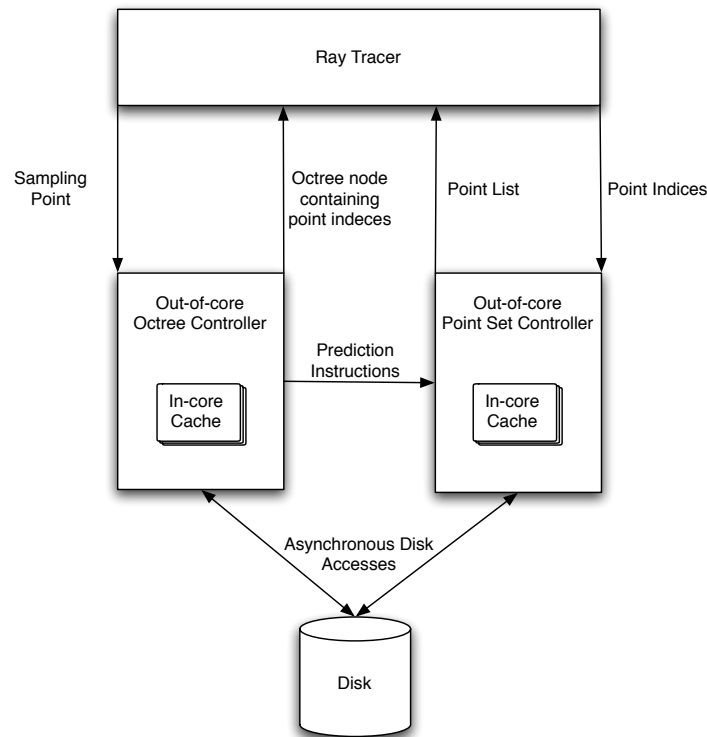 Ray Tracer
Sampling
Point
Octree node
containing
point indeces
Point List
Point Indices
Out-of-core
Octree Controller
Out-of-core
Point Set Controller
Prediction
Instructions
In-core
Cache
In-core
Cache
Asynchronous Disk
Accesses
Disk